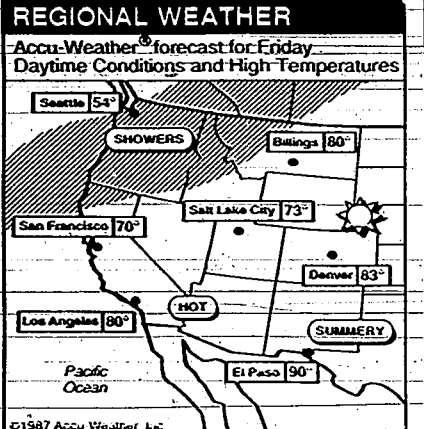 REGIONAL WEATHER
Accu-Weather® forecast for Friday
Daytime Conditions and High Temperatures
Seattle 54°
SHOWERS
Billings 80°
San Francisco 70°
Salt Lake City 73°
Denver 83°
HOT
Los Angeles 80°
SUMMERY
Pacific
Ocean
El Paso 90°
©1987 Accu-Weather, Inc.